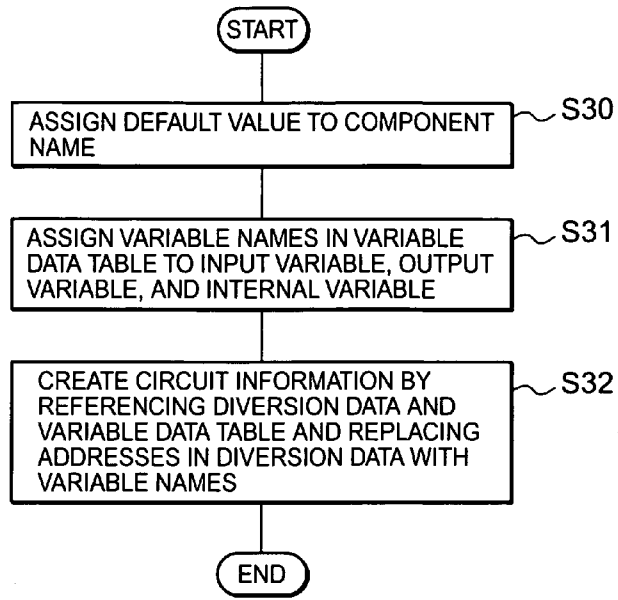 START
ASSIGN DEFAULT VALUE TO COMPONENT
NAME
S30
ASSIGN VARIABLE NAMES IN VARIABLE
DATA TABLE TO INPUT VARIABLE, OUTPUT
VARIABLE, AND INTERNAL VARIABLE
S31
CREATE CIRCUIT INFORMATION BY
REFERENCING DIVERSION DATA AND
VARIABLE DATA TABLE AND REPLACING
ADDRESSES IN DIVERSION DATA WITH
VARIABLE NAMES
S32
END